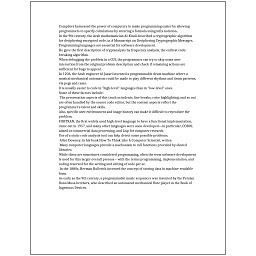 Compilers harnessed the power of computers to make programming easier by allowing
programmers to specify calculations by entering a formula using infix notation.
In the 9th century, the Arab mathematician Al-Kindi described a cryptographic algorithm
for deciphering encrypted code, in A Manuscript on Deciphering Cryptographic Messages.
Programming languages are essential for software development.
He gave the first description of cryptanalysis by frequency analysis, the earliest code-
breaking algorithm.
When debugging the problem in a GUI, the programmer can try to skip some user
interaction from the original problem description and check if remaining actions are
sufficient for bugs to appear.
In 1206, the Arab engineer Al-Jazari invented a programmable drum machine where a
musical mechanical automaton could be made to play different rhythms and drum patterns,
via pegs and cams.
It is usually easier to code in "high-level" languages than in "low-level" ones.
Some of these factors include:
The presentation aspects of this (such as indents, line breaks, color highlighting, and so on)
are often handled by the source code editor, but the content aspects reflect the
programmer's talent and skills.
Also, specific user environment and usage history can make it difficult to reproduce the
problem.
FORTRAN, the first widely used high-level language to have a functional implementation,
came out in 1957, and many other languages were soon developed—in particular, COBOL
aimed at commercial data processing, and Lisp for computer research.
Use of a static code analysis tool can help detect some possible problems.
Allen Downey, in his book How To Think Like A Computer Scientist, writes:
Many computer languages provide a mechanism to call functions provided by shared
libraries.
While these are sometimes considered programming, often the term software development
is used for this larger overall process – with the terms programming, implementation, and
coding reserved for the writing and editing of code per se.
In the 1880s, Herman Hollerith invented the concept of storing data in machine-readable
form.
As early as the 9th century, a programmable music sequencer was invented by the Persian
Banu Musa brothers, who described an automated mechanical flute player in the Book of
Ingenious Devices.